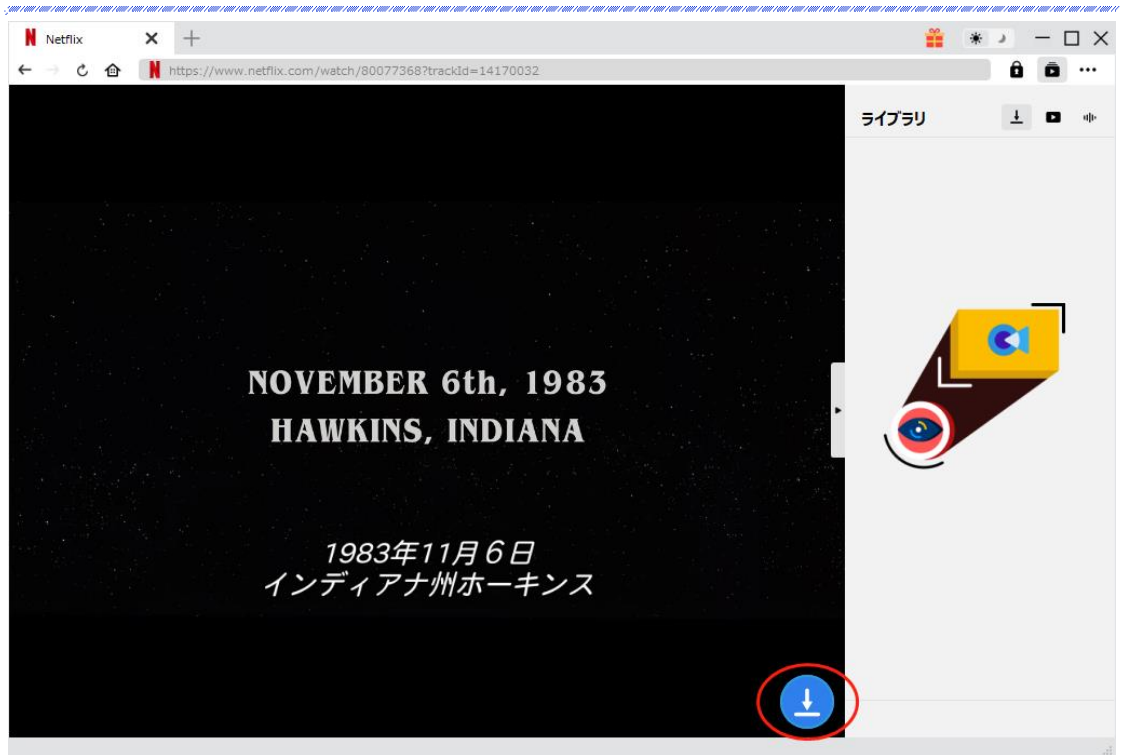 N Netflix
N https://www.netflix.com/watch/80077368?trackId=14170032
ライブラリ
NOVEMBER 6th, 1983
HAWKINS, INDIANA
1983年11月6日
インディアナ州ホーキンス